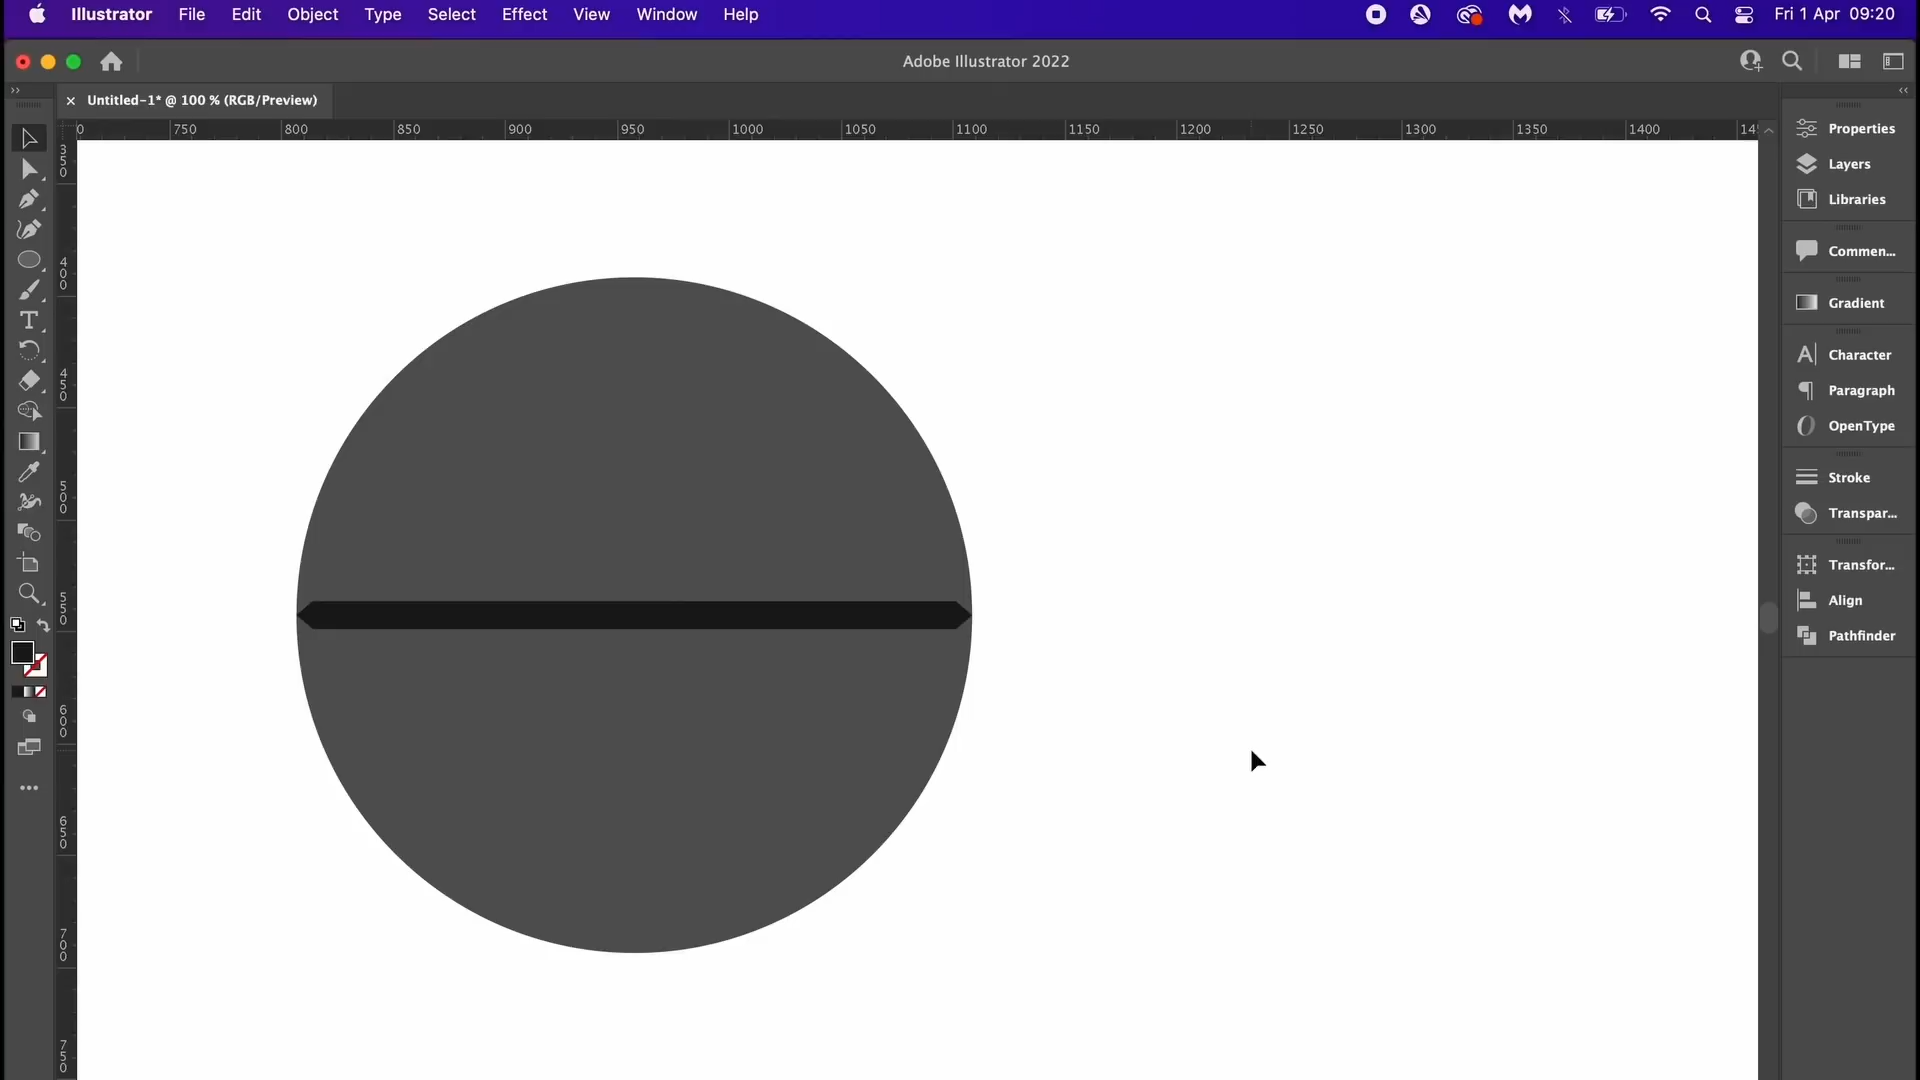 Illustrator File Edit Object Type Select Effect View Window Help Fri 1 Apr 09:20
Adobe Illustrator 2022
Untitled-1* @ 100 % (RGB/Preview)
0 750 800 850 900 950 1000 1050 1100 1150 1200 1250 1300 1350 1400 145
350
400
450
500
550
600
650
700
750
Properties
Layers
Libraries
Commen...
Gradient
Character
Paragraph
OpenType
Stroke
Transpar...
Transfor...
Align
Pathfinder